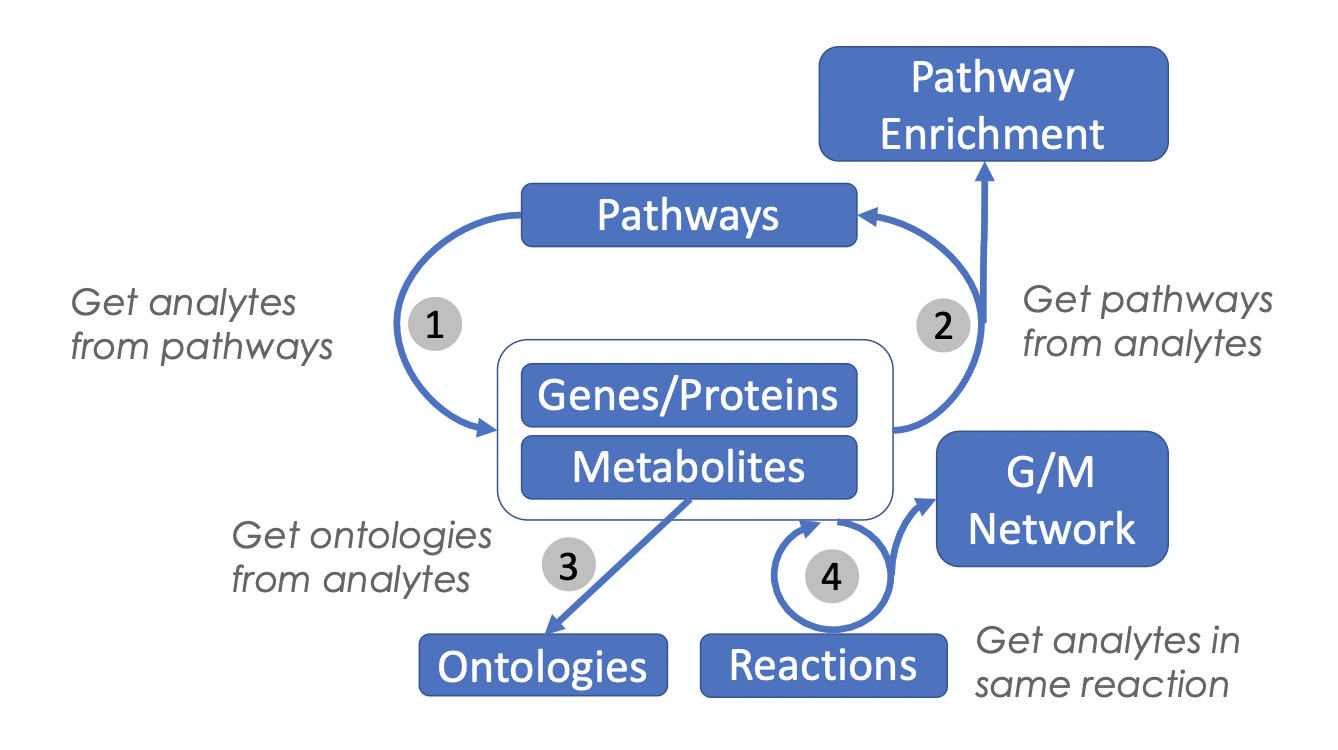 Pathway
Enrichment
Pathways
Get analytes
from pathways
1
2
Get pathways
from analytes
Genes/Proteins
Metabolites
G/M
Network
Get ontologies
from analytes
3
4
Ontologies
Reactions
Get analytes in
same reaction